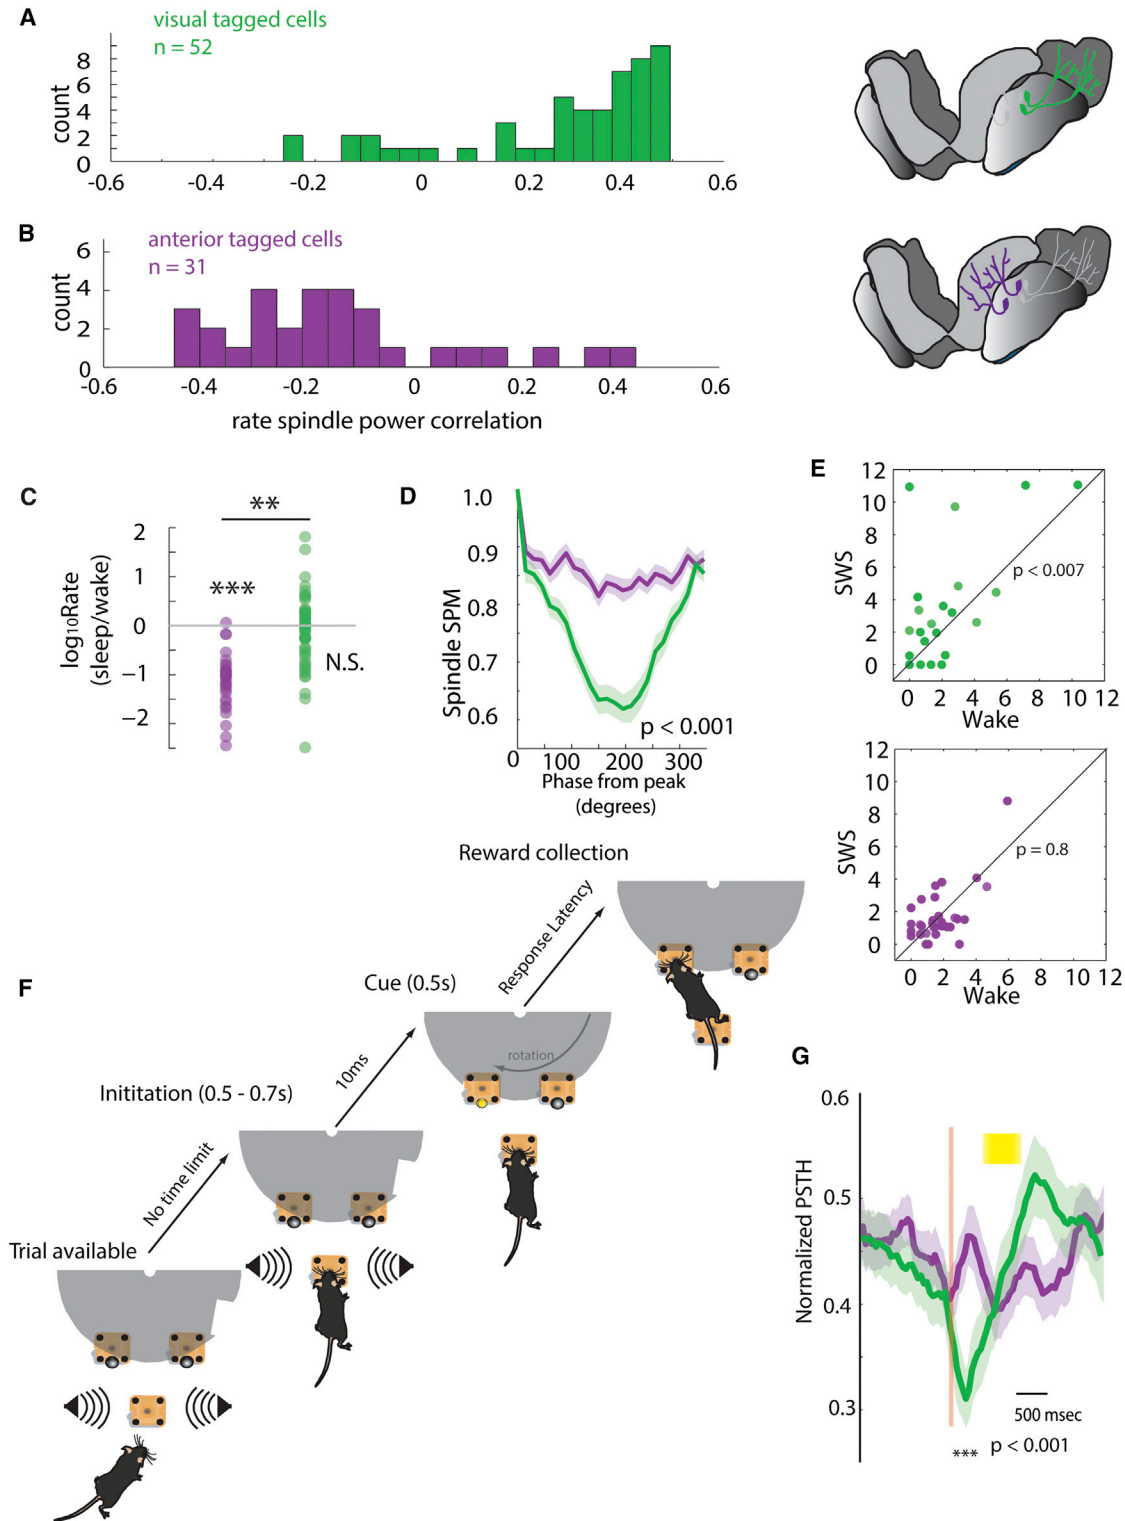 A
visual tagged cells
n = 52
count
8
6
4
2
0
-0.6
-0.4
-0.2
0
0.2
0.4
0.6
B
anterior tagged cells
n = 31
count
6
4
2
0
-0.6
-0.4
-0.2
0
0.2
0.4
0.6
rate spindle power correlation
C
**
***
log10Rate
(sleep/wake)
2
1
0
−1
−2
N.S.
D
Spindle SPM
1.0
0.9
0.8
0.7
0.6
p < 0.001
0
100
200
300
Phase from peak
(degrees)
E
SWS
12
10
8
6
4
2
0
p < 0.007
0
2
4
6
8
10
12
Wake
SWS
12
10
8
6
4
2
0
p = 0.8
0
2
4
6
8
10
12
Wake
F
Trial available
No time limit
Inititation (0.5 - 0.7s)
10ms
Cue (0.5s)
rotation
Response Latency
Reward collection
G
Normalized PSTH
0.6
0.5
0.4
0.3
500 msec
***
p < 0.001